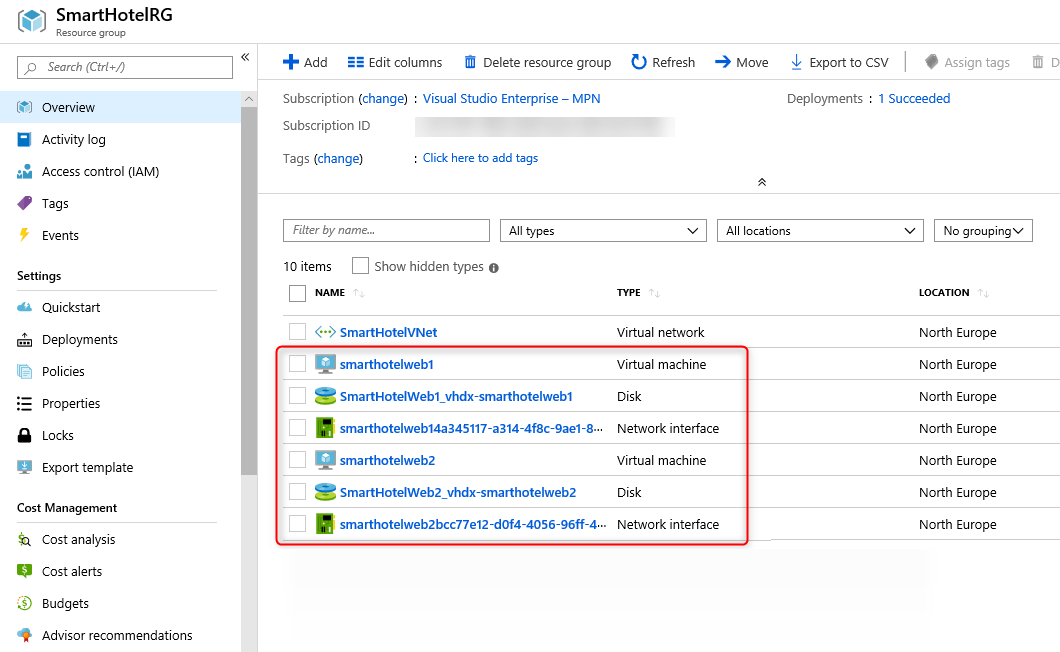 SmartHotelRG
Resource group
Search (Ctrl+/)
«
Overview
Activity log
Access control (IAM)
Tags
Events
Settings
Quickstart
Deployments
Policies
Properties
Locks
Export template
Cost Management
Cost analysis
Cost alerts
Budgets
Advisor recommendations
Add Edit columns Delete resource group Refresh Move Export to CSV Assign tags D
Subscription (change) : Visual Studio Enterprise – MPN Deployments : 1 Succeeded
Subscription ID
Tags (change) : Click here to add tags
Filter by name... All types All locations No grouping
10 items Show hidden types
NAME TYPE LOCATION
SmartHotelVNet Virtual network North Europe
smarthotelweb1 Virtual machine North Europe
SmartHotelWeb1_vhdx-smarthotelweb1 Disk North Europe
smarthotelweb14a345117-a314-4f8c-9ae1-8··· Network interface North Europe
smarthotelweb2 Virtual machine North Europe
SmartHotelWeb2_vhdx-smarthotelweb2 Disk North Europe
smarthotelweb2bcc77e12-d0f4-4056-96ff-4··· Network interface North Europe